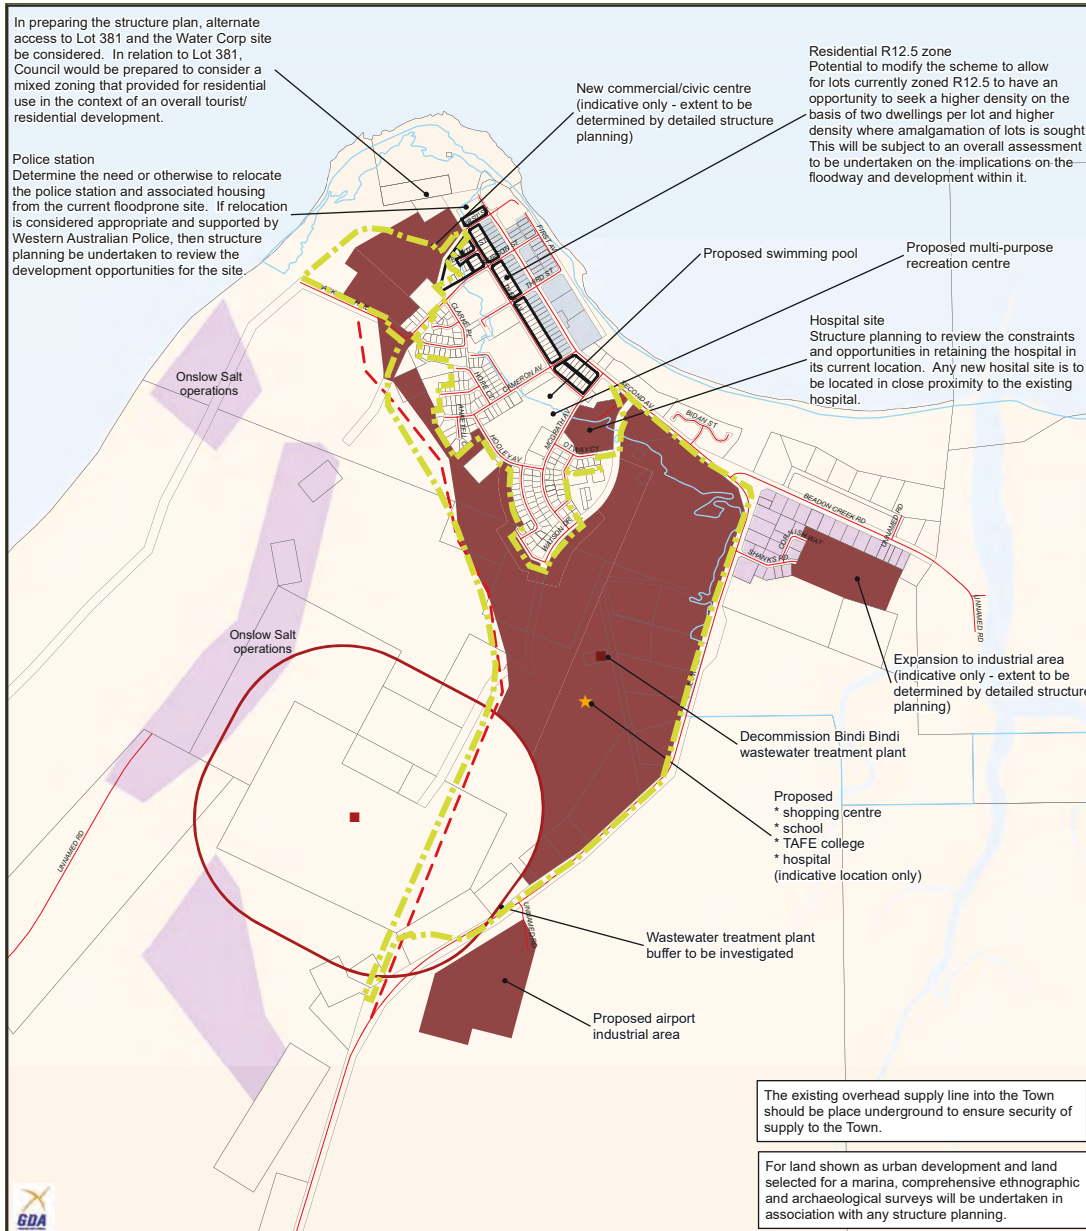 In preparing the structure plan, alternate
access to Lot 381 and the Water Corp site
be considered.  In relation to Lot 381,
Council would be prepared to consider a
mixed zoning that provided for residential
use in the context of an overall tourist/
residential development.
Police station
Determine the need or otherwise to relocate
the police station and associated housing
from the current floodprone site.  If relocation
is considered appropriate and supported by
Western Australian Police, then structure
planning be undertaken to review the
development opportunities for the site.
New commercial/civic centre
(indicative only - extent to be
determined by detailed structure
planning)
Residential R12.5 zone
Potential to modify the scheme to allow
for lots currently zoned R12.5 to have an
opportunity to seek a higher density on the
basis of two dwellings per lot and higher
density where amalgamation of lots is sought
This will be subject to an overall assessment
to be undertaken on the implications on the
floodway and development within it.
Proposed swimming pool
Proposed multi-purpose
recreation centre
Hospital site
Structure planning to review the constraints
and opportunities in retaining the hospital in
its current location.  Any new hosital site is to
be located in close proximity to the existing
hospital.
FIRST AV
THIRD ST
CLARKE PL
CAMERON AV
HOPE CT
HOOLEY AV
MCGRATH AV
OTWAY CT
WATSON DR
SECOND AV
BIDAN ST
BEADON CREEK RD
UNNAMED RD
SHANKS RD
UNNAMED RD
Onslow Salt
operations
Onslow Salt
operations
UNNAMED RD
Expansion to industrial area
(indicative only - extent to be
determined by detailed structure
planning)
Decommission Bindi Bindi
wastewater treatment plant
Proposed
* shopping centre
* school
* TAFE college
* hospital
(indicative location only)
UNNAMED RD
Wastewater treatment plant
buffer to be investigated
Proposed airport
industrial area
The existing overhead supply line into the Town
should be place underground to ensure security of
supply to the Town.
For land shown as urban development and land
selected for a marina, comprehensive ethnographic
and archaeological surveys will be undertaken in
association with any structure planning.
GDA